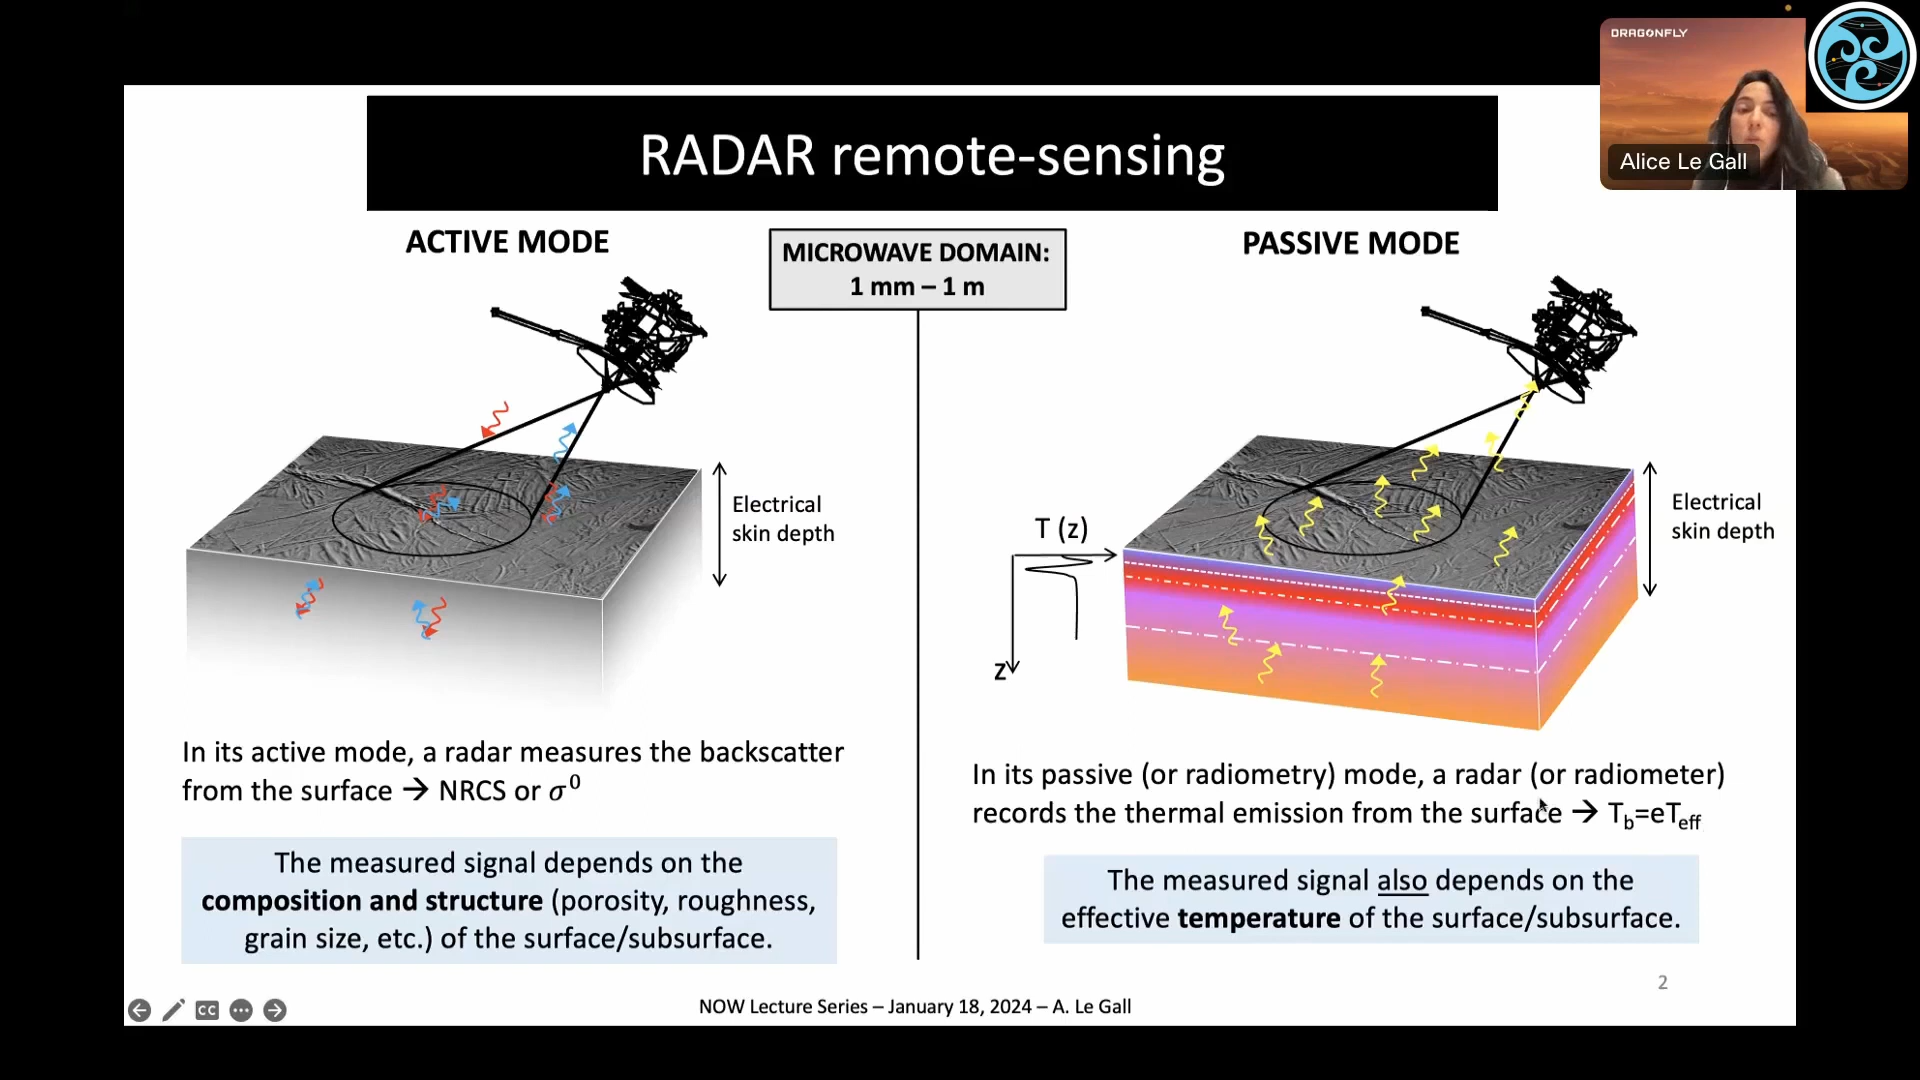 DRAGONFLY
Alice Le Gall
RADAR remote-sensing
ACTIVE MODE
MICROWAVE DOMAIN:
1 mm – 1 m
PASSIVE MODE
Electrical
skin depth
T (z)
z
Electrical
skin depth
In its active mode, a radar measures the backscatter
from the surface → NRCS or σ⁰
The measured signal depends on the
composition and structure (porosity, roughness,
grain size, etc.) of the surface/subsurface.
In its passive (or radiometry) mode, a radar (or radiometer)
records the thermal emission from the surface → Tb=eTeff
The measured signal also depends on the
effective temperature of the surface/subsurface.
2
CC
NOW Lecture Series – January 18, 2024 – A. Le Gall